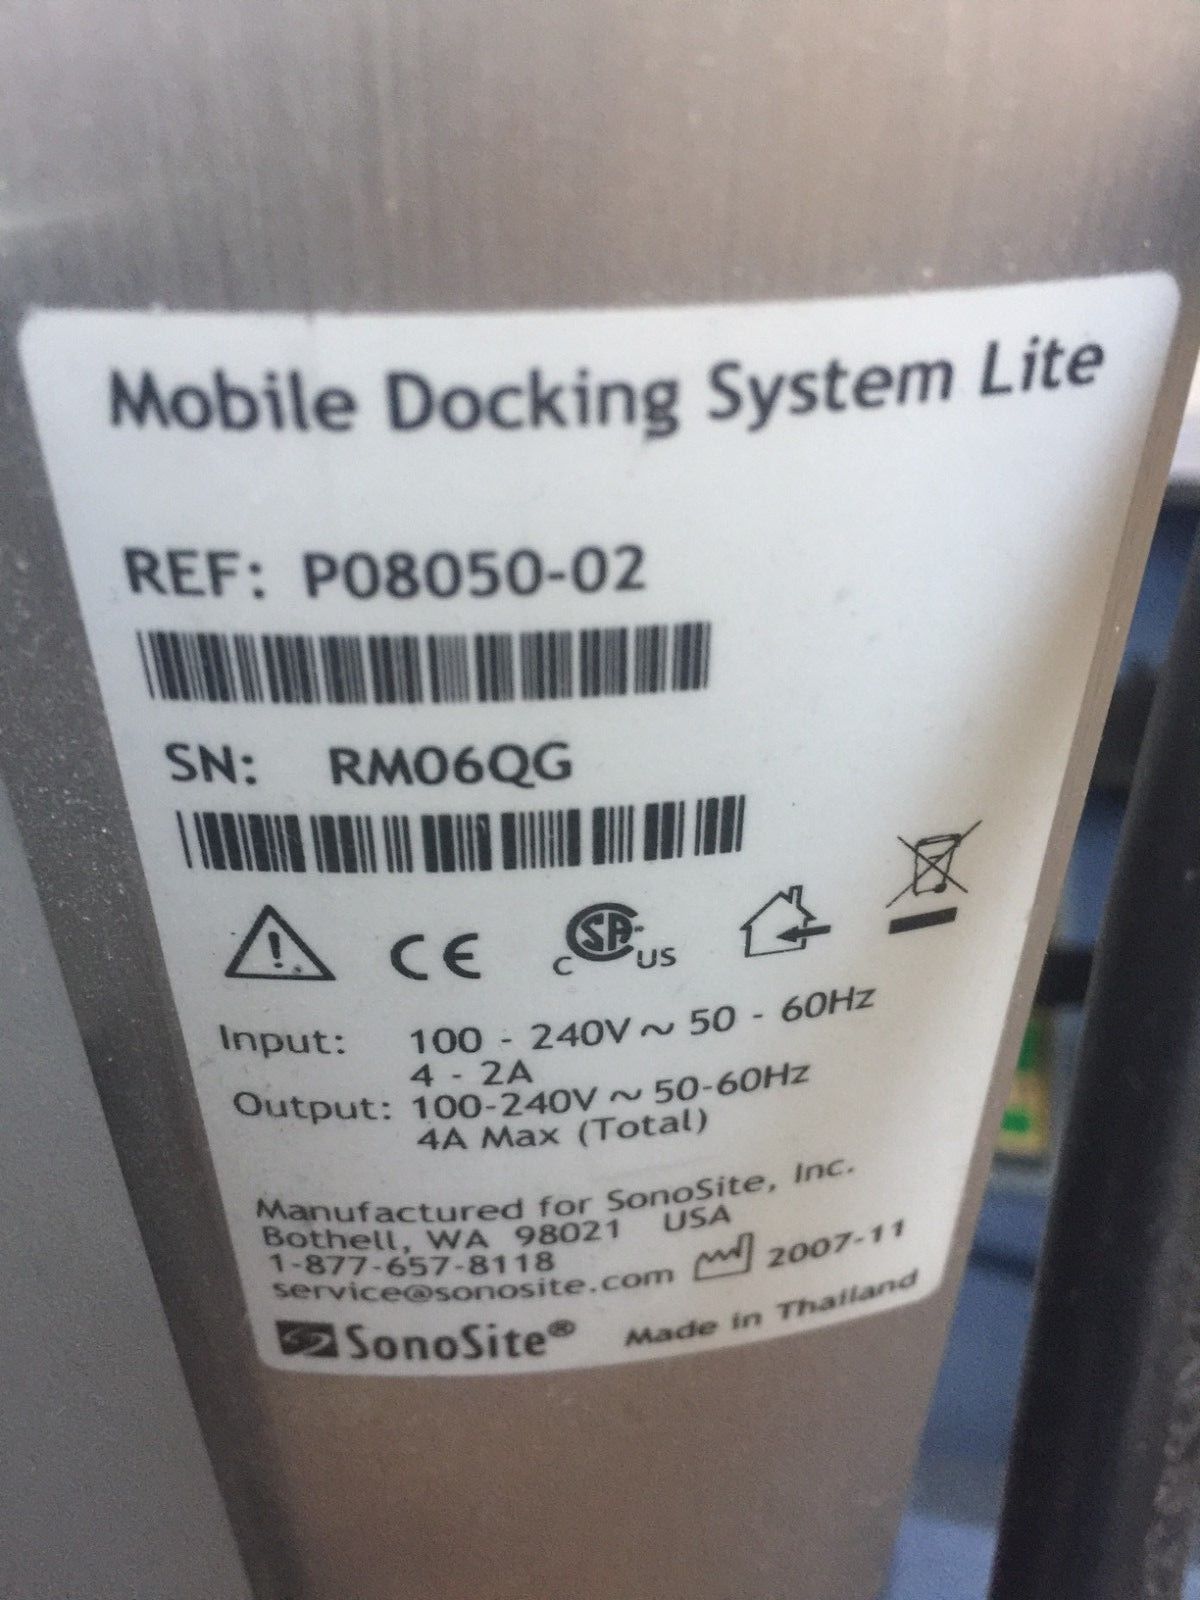 Mobile Docking System Lite
REF: P08050-02
SN: RM06QG
CE
CSA US
Input: 100 - 240V ~ 50 - 60Hz
4 - 2A
Output: 100-240V ~ 50-60Hz
4A Max (Total)
Manufactured for SonoSite, Inc.
Bothell, WA 98021 USA
1-877-657-8118
service@sonosite.com 2007-11
SonoSite® Made in Thailand